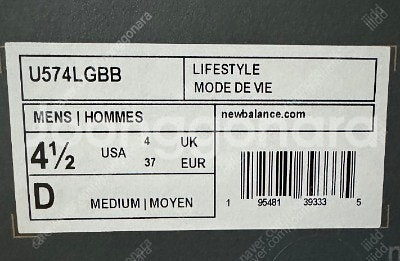 U574LGBB
LIFESTYLE
MODE DE VIE
MENS | HOMMES
newbalance.com
4½ USA 4 UK
37 EUR
D MEDIUM | MOYEN
1 95481 39333 5